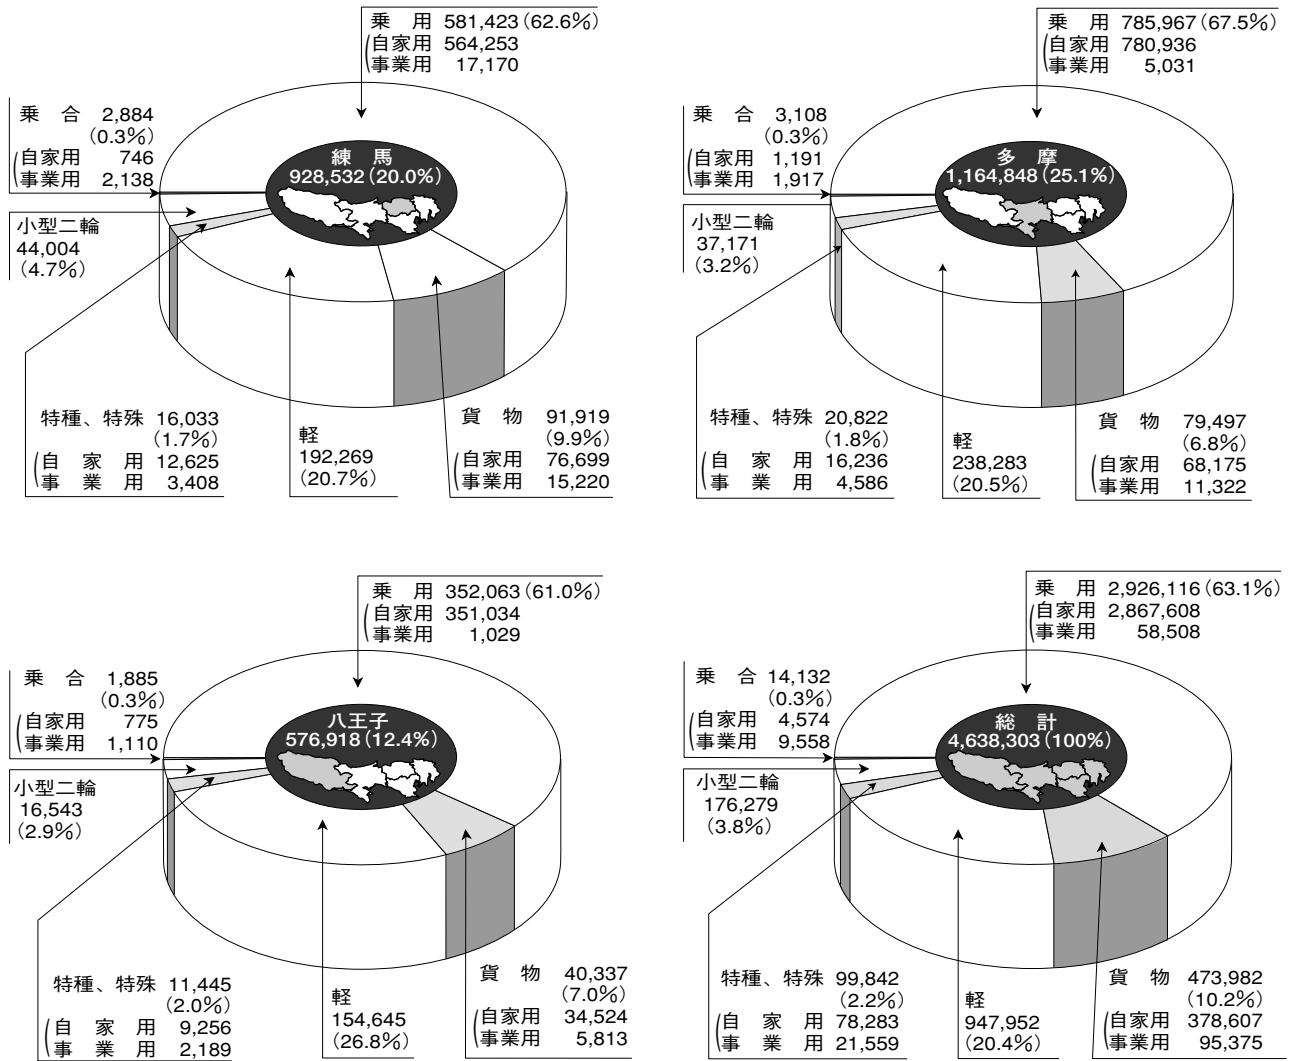 乗 用 581,423(62.6%)
自家用 564,253
事業用 17,170
乗 合 2,884
(0.3%)
自家用 746
事業用 2,138
練 馬
928,532(20.0%)
小型二輪
44,004
(4.7%)
特種、特殊 16,033
(1.7%)
自 家 用 12,625
事 業 用 3,408
軽
192,269
(20.7%)
貨 物 91,919
(9.9%)
自家用 76,699
事業用 15,220
乗 用 785,967(67.5%)
自家用 780,936
事業用 5,031
乗 合 3,108
(0.3%)
自家用 1,191
事業用 1,917
多 摩
1,164,848(25.1%)
小型二輪
37,171
(3.2%)
特種、特殊 20,822
(1.8%)
自 家 用 16,236
事 業 用 4,586
軽
238,283
(20.5%)
貨 物 79,497
(6.8%)
自家用 68,175
事業用 11,322
乗 用 352,063(61.0%)
自家用 351,034
事業用 1,029
乗 合 1,885
(0.3%)
自家用 775
事業用 1,110
八王子
576,918(12.4%)
小型二輪
16,543
(2.9%)
特種、特殊 11,445
(2.0%)
自 家 用 9,256
事 業 用 2,189
軽
154,645
(26.8%)
貨 物 40,337
(7.0%)
自家用 34,524
事業用 5,813
乗 用 2,926,116(63.1%)
自家用 2,867,608
事業用 58,508
乗 合 14,132
(0.3%)
自家用 4,574
事業用 9,558
総 計
4,638,303(100%)
小型二輪
176,279
(3.8%)
特種、特殊 99,842
(2.2%)
自 家 用 78,283
事 業 用 21,559
軽
947,952
(20.4%)
貨 物 473,982
(10.2%)
自家用 378,607
事業用 95,375